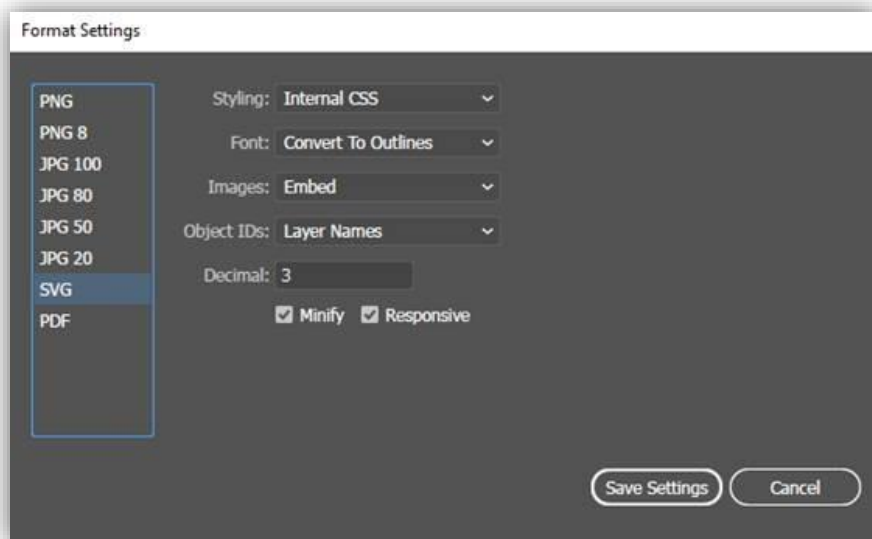 Format Settings
PNG
PNG 8
JPG 100
JPG 80
JPG 50
JPG 20
SVG
PDF
Styling: Internal CSS
Font: Convert To Outlines
Images: Embed
Object IDs: Layer Names
Decimal: 3
Minify Responsive
Save Settings Cancel